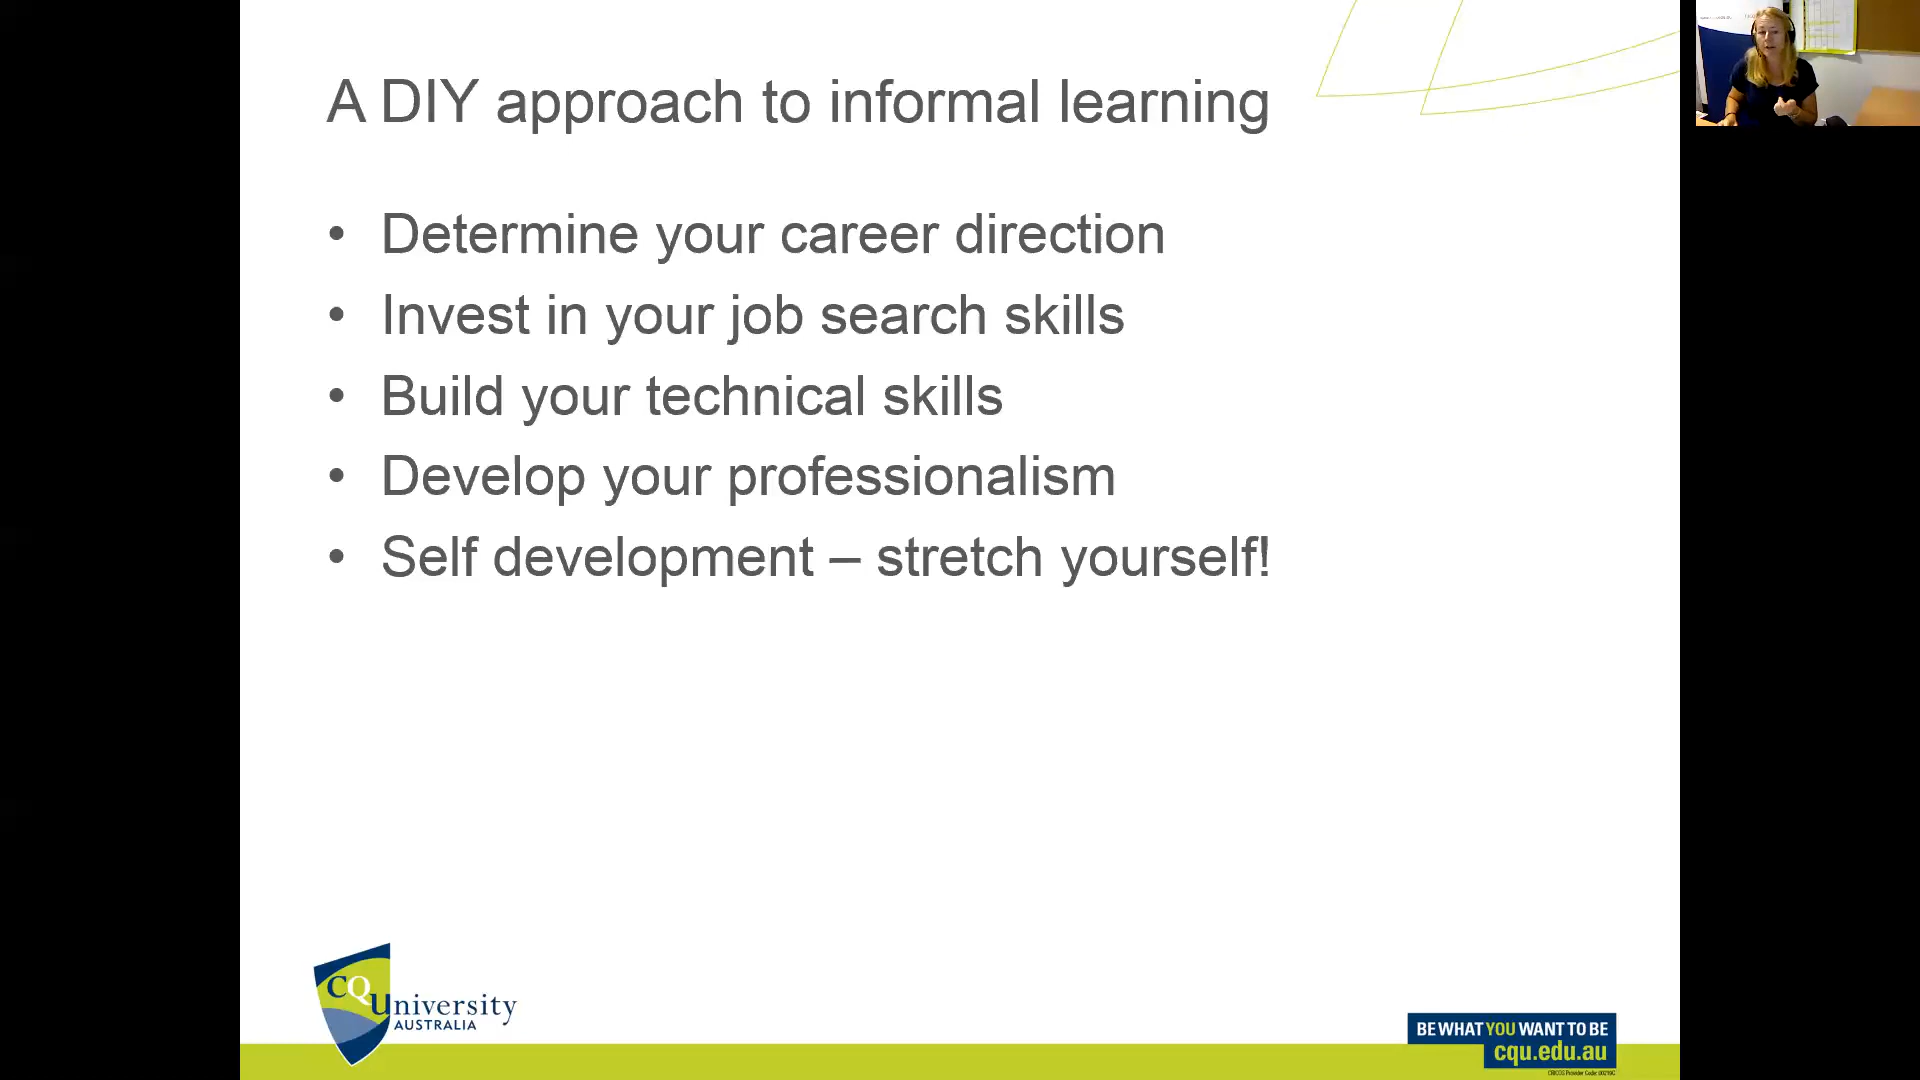 A DIY approach to informal learning
• Determine your career direction
• Invest in your job search skills
• Build your technical skills
• Develop your professionalism
• Self development – stretch yourself!
CQUniversity
AUSTRALIA
BE WHAT YOU WANT TO BE
cqu.edu.au